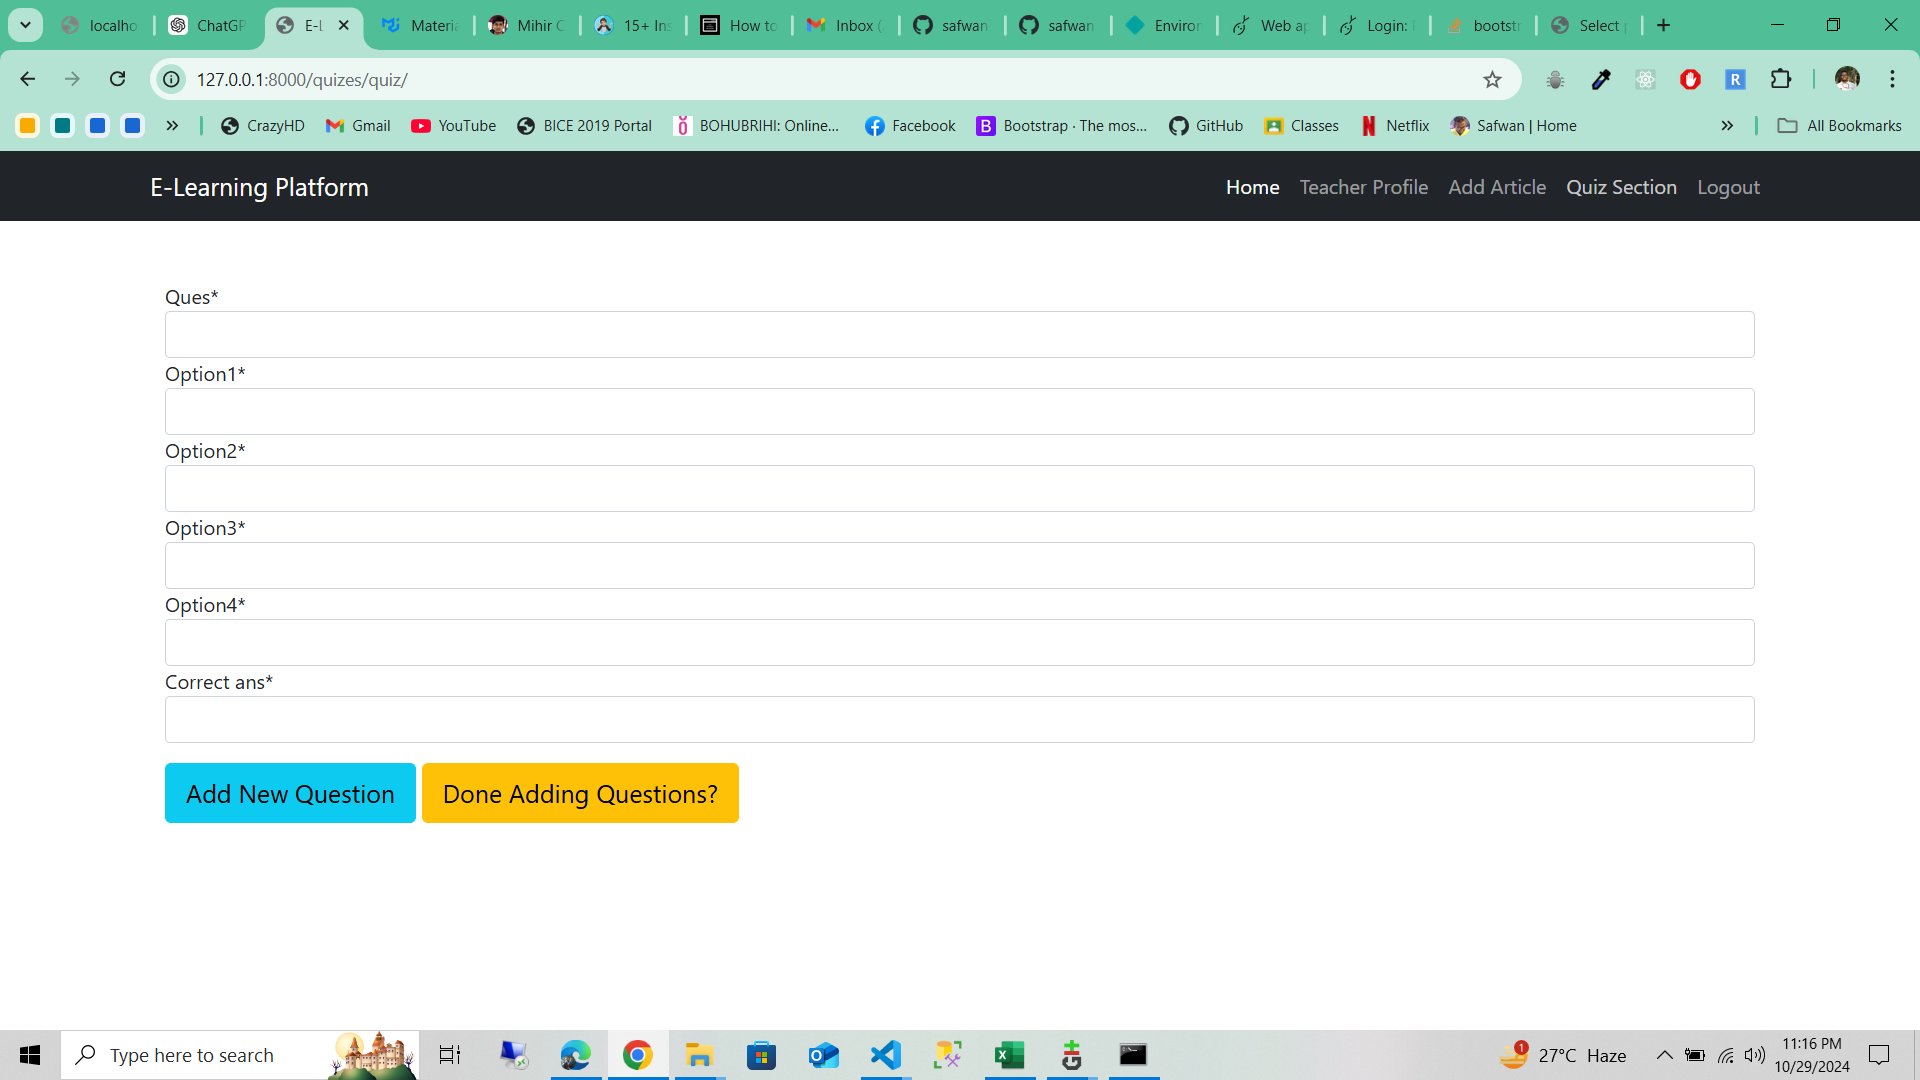 localho
ChatGP
E-L
Materia
Mihir C
15+ Ins
How to
Inbox (
safwan
safwan
Environ
Web ap
Login:
bootstr
Select
127.0.0.1:8000/quizes/quiz/
CrazyHD
Gmail
YouTube
BICE 2019 Portal
BOHUBRIHI: Online...
Facebook
Bootstrap · The mos...
GitHub
Classes
Netflix
Safwan | Home
All Bookmarks
E-Learning Platform
Home
Teacher Profile
Add Article
Quiz Section
Logout
Ques*
Option1*
Option2*
Option3*
Option4*
Correct ans*
Add New Question
Done Adding Questions?
Type here to search
1
27°C Haze
11:16 PM
10/29/2024